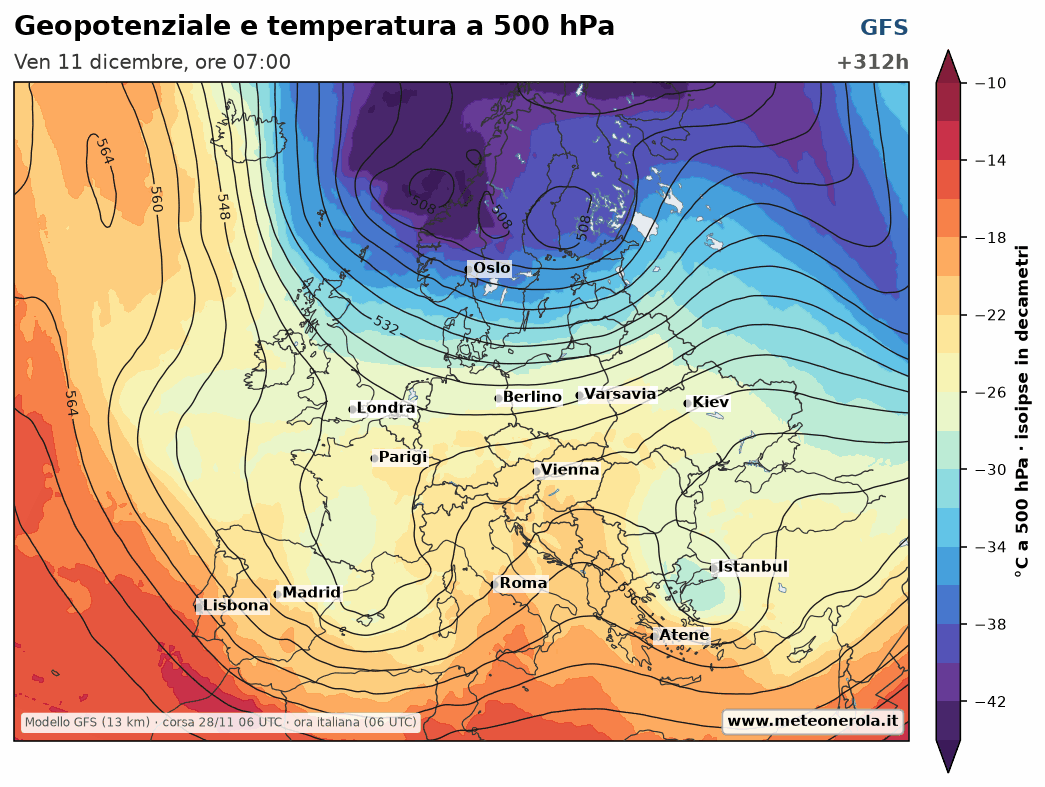 Geopotenziale e temperatura a 500 hPa
GFS
Ven 11 dicembre, ore 07:00
+312h
564
560
548
508
508
508
532
564
556
Oslo
Londra
Berlino
Varsavia
Kiev
Parigi
Vienna
Istanbul
Roma
Madrid
Lisbona
Atene
−10
−14
−18
−22
−26
−30
−34
−38
−42
°C a 500 hPa · isoipse in decametri
Modello GFS (13 km) · corsa 28/11 06 UTC · ora italiana (06 UTC)
www.meteonerola.it